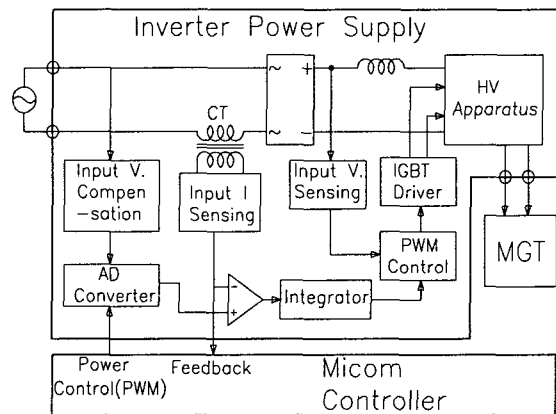 Inverter Power Supply
~
+
~
−
HV
Apparatus
CT
Input V.
Compen
-sation
Input I
Sensing
Input V.
Sensing
IGBT
Driver
MGT
AD
Converter
−
+
Integrator
PWM
Control
Power
Control(PWM)
Feedback
Micom
Controller